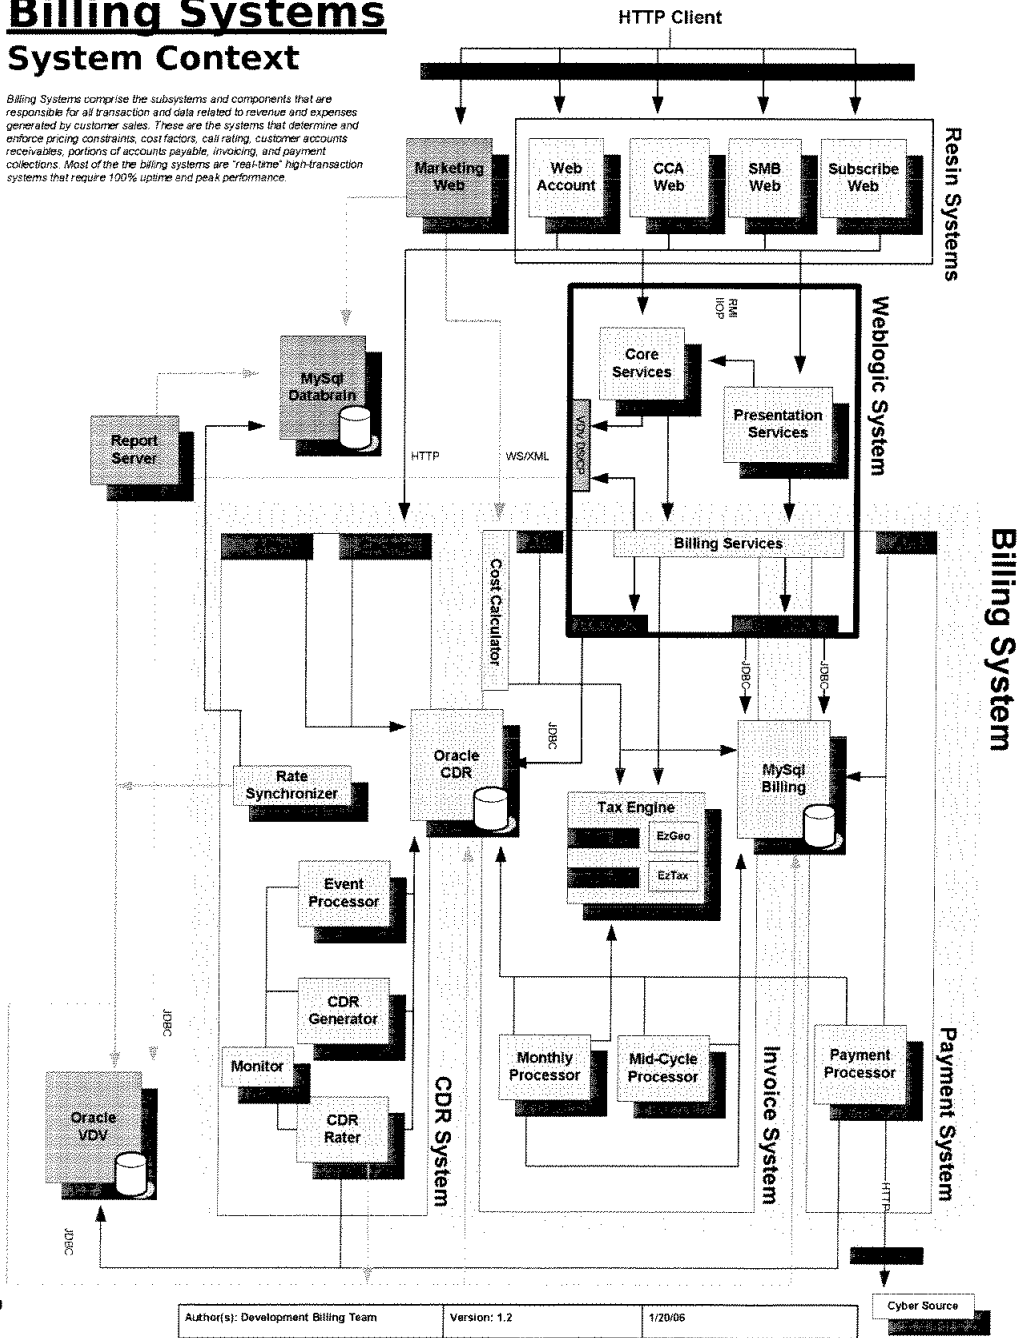 Billing Systems
System Context
Billing Systems comprise the subsystems and components that are
responsible for all transaction and data related to revenue and expenses
generated by customer sales. These are the systems that determine and
enforce pricing constraints, cost factors, call rating, customer accounts
receivables, portions of accounts payable, invoicing, and payment
collections. Most of the the billing systems are "real-time" high-transaction
systems that require 100% uptime and peak performance.
HTTP Client
Marketing
Web
Web
Account
CCA
Web
SMB
Web
Subscribe
Web
Resin Systems
RMI
IIOP
Weblogic System
Core
Services
Presentation
Services
MySql
Databrain
Report
Server
HTTP
WS/XML
Billing Services
Billing System
Cost Calculator
JDBC
JDBC
JDBC
Oracle
CDR
MySql
Billing
Rate
Synchronizer
Tax Engine
EzGeo
EzTax
Event
Processor
CDR
Generator
Monitor
CDR
Rater
CDR System
JDBC
Oracle
VDV
JDBC
Monthly
Processor
Mid-Cycle
Processor
Invoice System
Payment
Processor
Payment System
HTTP
Cyber Source
Author(s): Development Billing Team
Version: 1.2
1/20/06